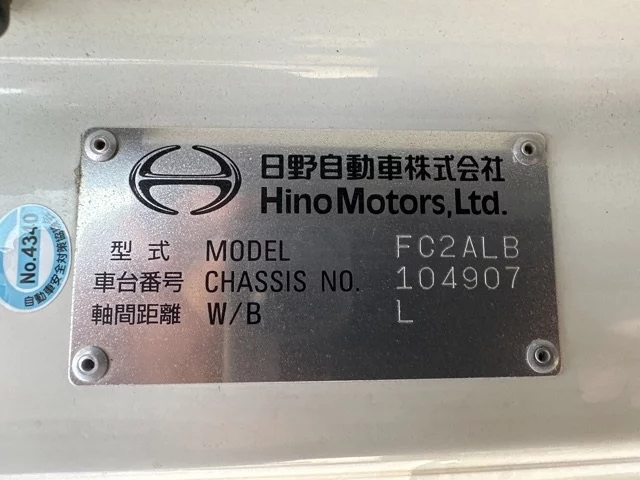 日野自動車株式会社
Hino Motors, Ltd.
型式 MODEL FC2ALB
車台番号 CHASSIS NO. 104907
軸間距離 W/B L
No.4340